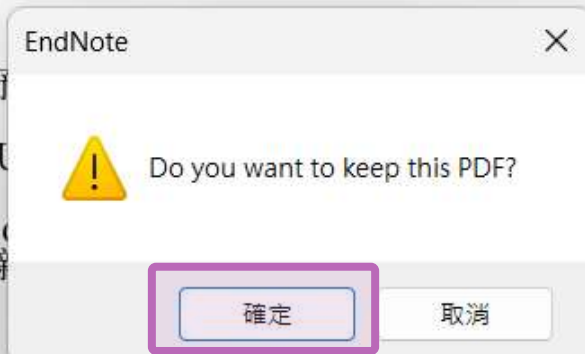 EndNote
Do you want to keep this PDF?
確定
取消